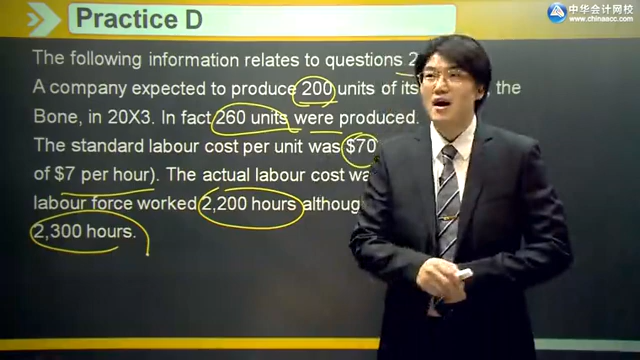 Practice D
中华会计网校
www.chinaacc.com
The following information relates to questions 2
A company expected to produce 200 units of its the
Bone, in 20X3. In fact 260 units were produced.
The standard labour cost per unit was $70
of $7 per hour). The actual labour cost wa
labour force worked 2,200 hours althoug
2,300 hours.